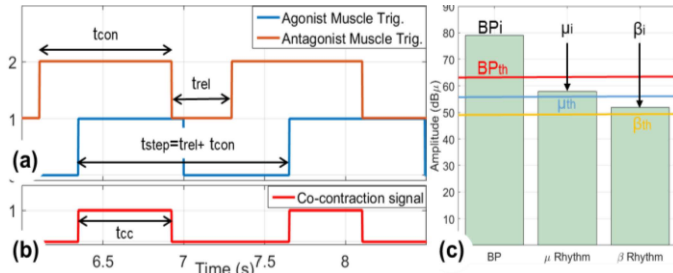 tcon
Agonist Muscle Trig.
Antagonist Muscle Trig.
2
trel
1
tstep=trel+ tcon
(a)
Co-contraction signal
1
tcc
(b)
6.5 7 7.5 8
Time (s)
Amplitude (dBμ)
90
80
70
60
50
40
30
20
10
0
BPi
μi
βi
BPth
μth
βth
(c)
BP μ Rhythm β Rhythm